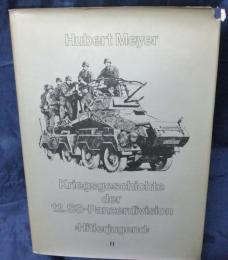 Hubert Meyer
Kriegsgeschichte
der
12.SS-Panzerdivision
›Hitlerjugend‹
II